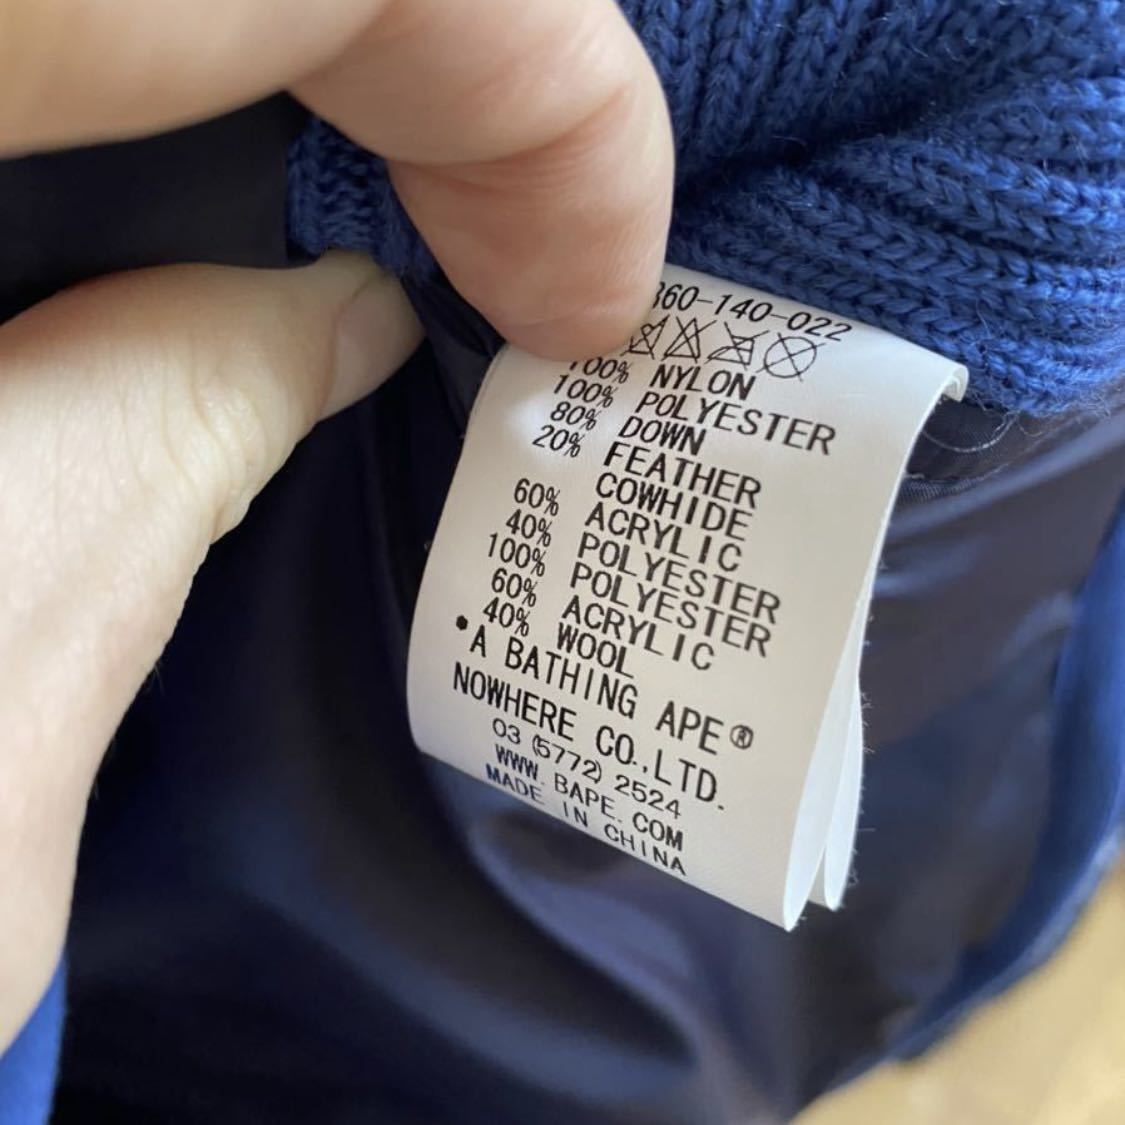 360-140-022
100% NYLON
100% POLYESTER
80% DOWN
20% FEATHER
COWHIDE
60% ACRYLIC
40% POLYESTER
100% POLYESTER
60% ACRYLIC
40% WOOL
•A BATHING APE®
NOWHERE CO.,LTD.
03 (5772) 2524
WWW. BAPE. COM
MADE IN CHINA